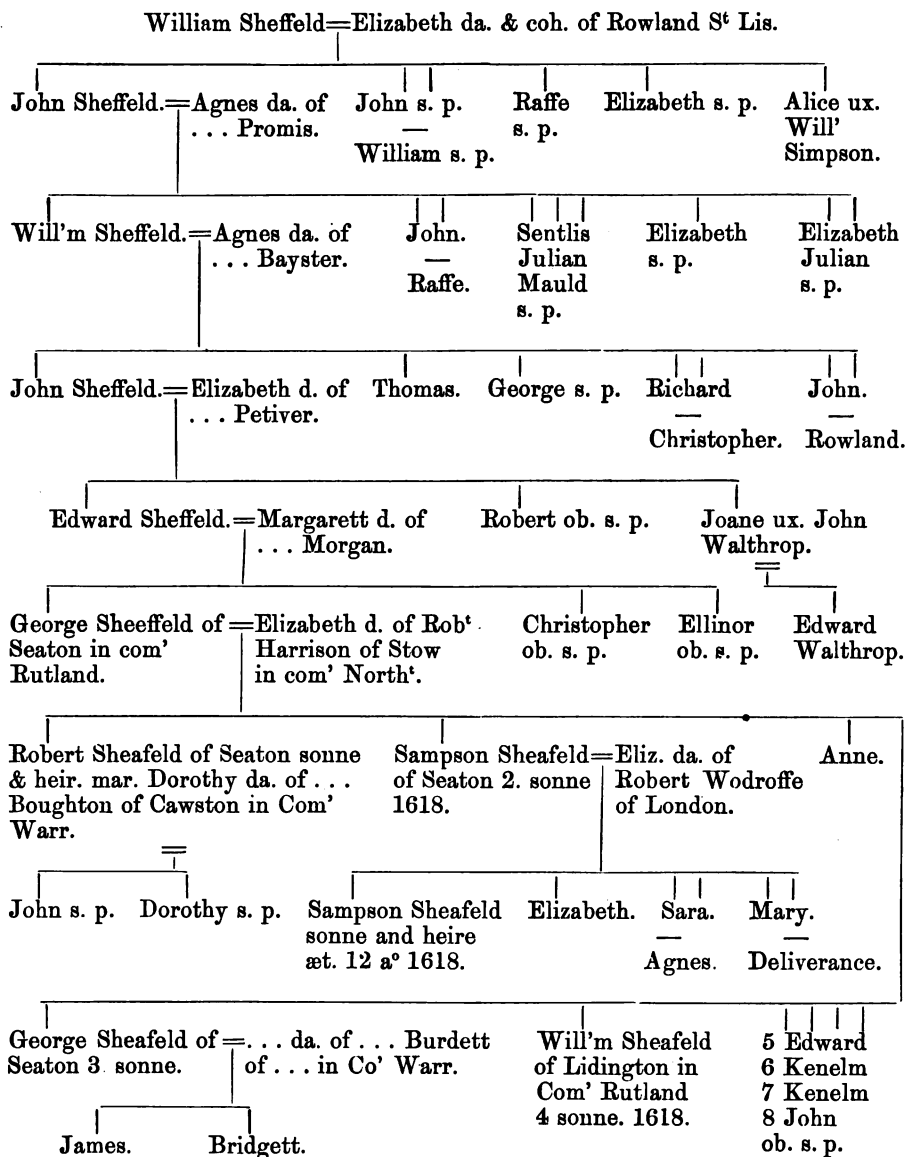 William Sheffeld=Elizabeth da. & coh. of Rowland Sᵗ Lis.
John Sheffeld.=Agnes da. of
. . . Promis.
John s. p.
—
William s. p.
Raffe
s. p.
Elizabeth s. p.
Alice ux.
Will'
Simpson.
Will'm Sheffeld.=Agnes da. of
. . . Bayster.
John.
—
Raffe.
Sentlis
Julian
Mauld
s. p.
Elizabeth
s. p.
Elizabeth
Julian
s. p.
John Sheffeld.=Elizabeth d. of
. . . Petiver.
Thomas.
George s. p.
Richard
—
Christopher.
John.
—
Rowland.
Edward Sheffeld.=Margarett d. of
. . . Morgan.
Robert ob. s. p.
Joane ux. John
Walthrop.
=
George Sheeffeld of=Elizabeth d. of Robᵗ
Seaton in com'
Rutland.
Harrison of Stow
in com' Northᵗ.
Christopher
ob. s. p.
Ellinor
ob. s. p.
Edward
Walthrop.
Robert Sheafeld of Seaton sonne
& heir. mar. Dorothy da. of . . .
Boughton of Cawston in Com'
Warr.
=
Sampson Sheafeld=Eliz. da. of
of Seaton 2. sonne
1618.
Robert Wodroffe
of London.
Anne.
John s. p.
Dorothy s. p.
Sampson Sheafeld
sonne and heire
æt. 12 aº 1618.
Elizabeth.
Sara.
—
Agnes.
Mary.
—
Deliverance.
George Sheafeld of=. . . da. of . . . Burdett
Seaton 3 sonne.
of . . . in Co' Warr.
Will'm Sheafeld
of Lidington in
Com' Rutland
4 sonne. 1618.
5 Edward
6 Kenelm
7 Kenelm
8 John
ob. s. p.
James.
Bridgett.